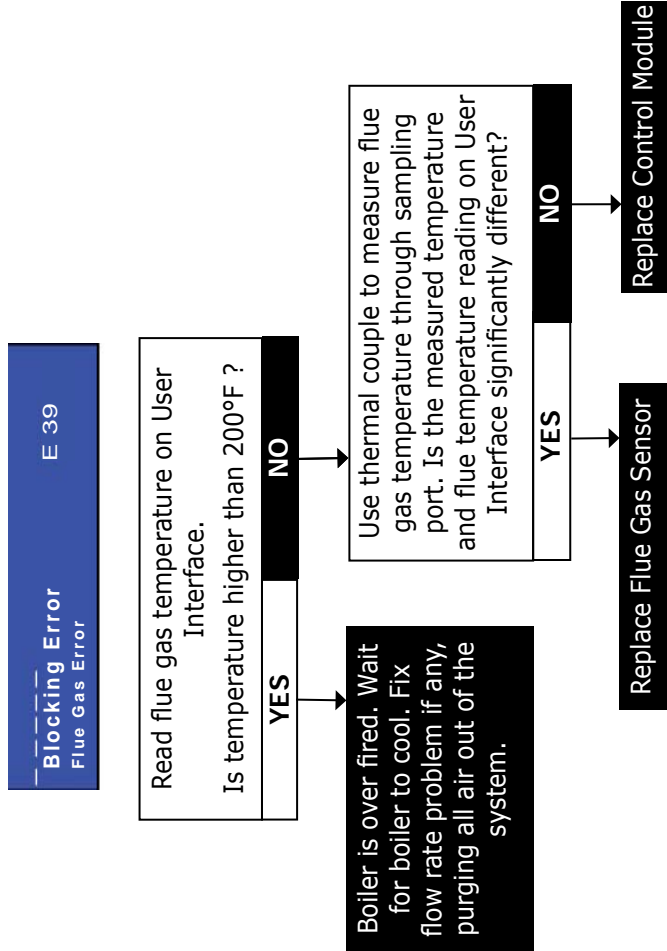 Blocking Error E 39
Flue Gas Error
Read flue gas temperature on User
Interface.
Is temperature higher than 200°F ?
YES
NO
Boiler is over fired. Wait
for boiler to cool. Fix
flow rate problem if any,
purging all air out of the
system.
Use thermal couple to measure flue
gas temperature through sampling
port. Is the measured temperature
and flue temperature reading on User
Interface significantly different?
YES
NO
Replace Flue Gas Sensor
Replace Control Module